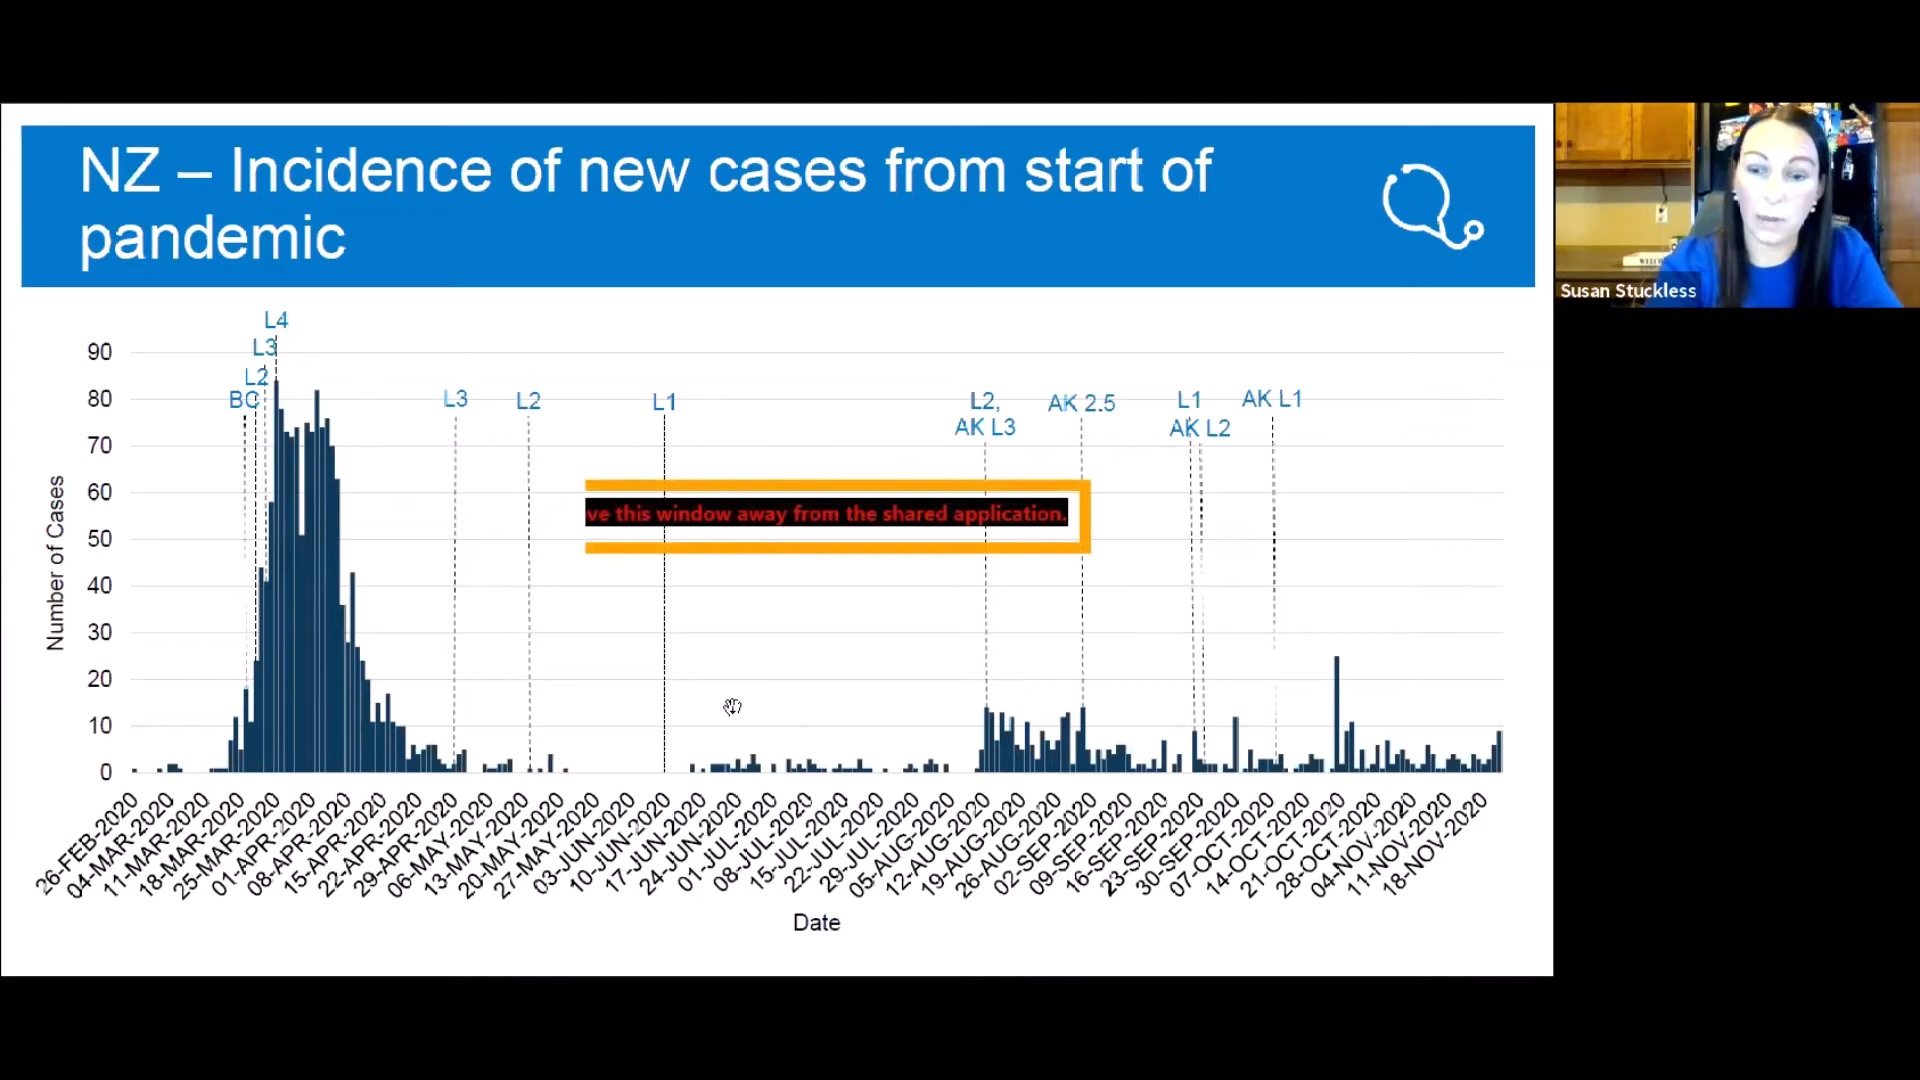 NZ – Incidence of new cases from start of
pandemic
Susan Stuckless
L4
L3
L2
BC
L3
L2
L1
L2,
AK L3
AK 2.5
L1
AK L2
AK L1
ve this window away from the shared application.
Number of Cases
90
80
70
60
50
40
30
20
10
0
26-FEB-2020
04-MAR-2020
11-MAR-2020
18-MAR-2020
25-MAR-2020
01-APR-2020
08-APR-2020
15-APR-2020
22-APR-2020
29-APR-2020
06-MAY-2020
13-MAY-2020
20-MAY-2020
27-MAY-2020
03-JUN-2020
10-JUN-2020
17-JUN-2020
24-JUN-2020
01-JUL-2020
08-JUL-2020
15-JUL-2020
22-JUL-2020
29-JUL-2020
05-AUG-2020
12-AUG-2020
19-AUG-2020
26-AUG-2020
02-SEP-2020
09-SEP-2020
16-SEP-2020
23-SEP-2020
30-SEP-2020
07-OCT-2020
14-OCT-2020
21-OCT-2020
28-OCT-2020
04-NOV-2020
11-NOV-2020
18-NOV-2020
Date